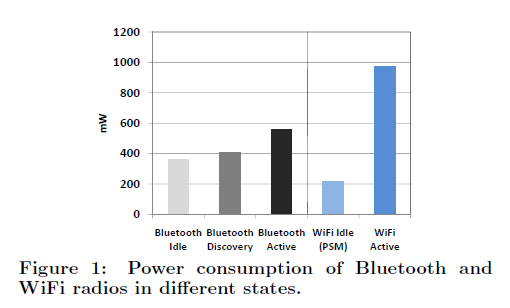 1200
1000
800
600
400
200
0
mW
Bluetooth Bluetooth Bluetooth WiFi Idle WiFi
Idle Discovery Active (PSM) Active
Figure 1: Power consumption of Bluetooth and
WiFi radios in different states.